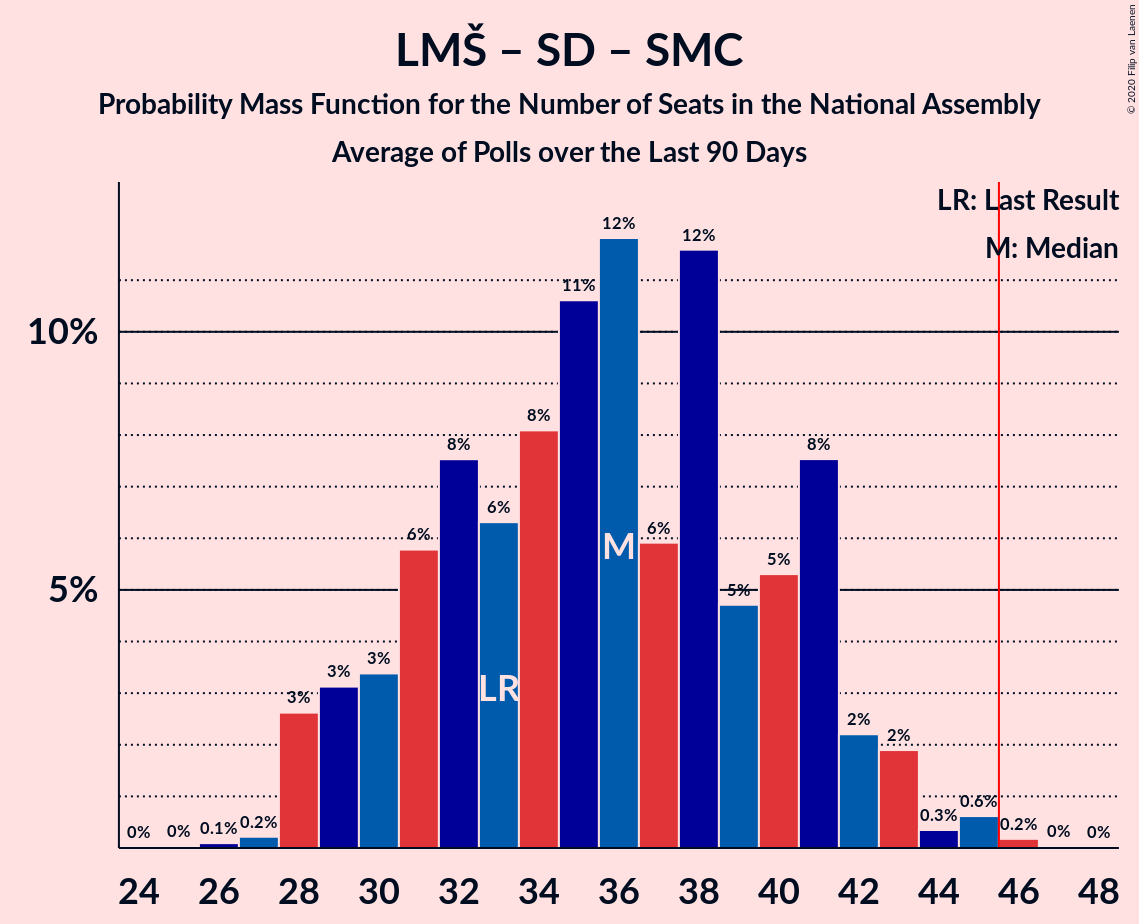 LMŠ – SD – SMC
Probability Mass Function for the Number of Seats in the National Assembly
Average of Polls over the Last 90 Days
© 2020 Filip van Laenen
LR: Last Result
M: Median
10%
5%
0% 0% 0.1% 0.2% 3% 3% 3% 6% 8% 6% 8% 11% 12% 6% 12% 5% 5% 8% 2% 2% 0.3% 0.6% 0.2% 0% 0%
M
LR
24 26 28 30 32 34 36 38 40 42 44 46 48